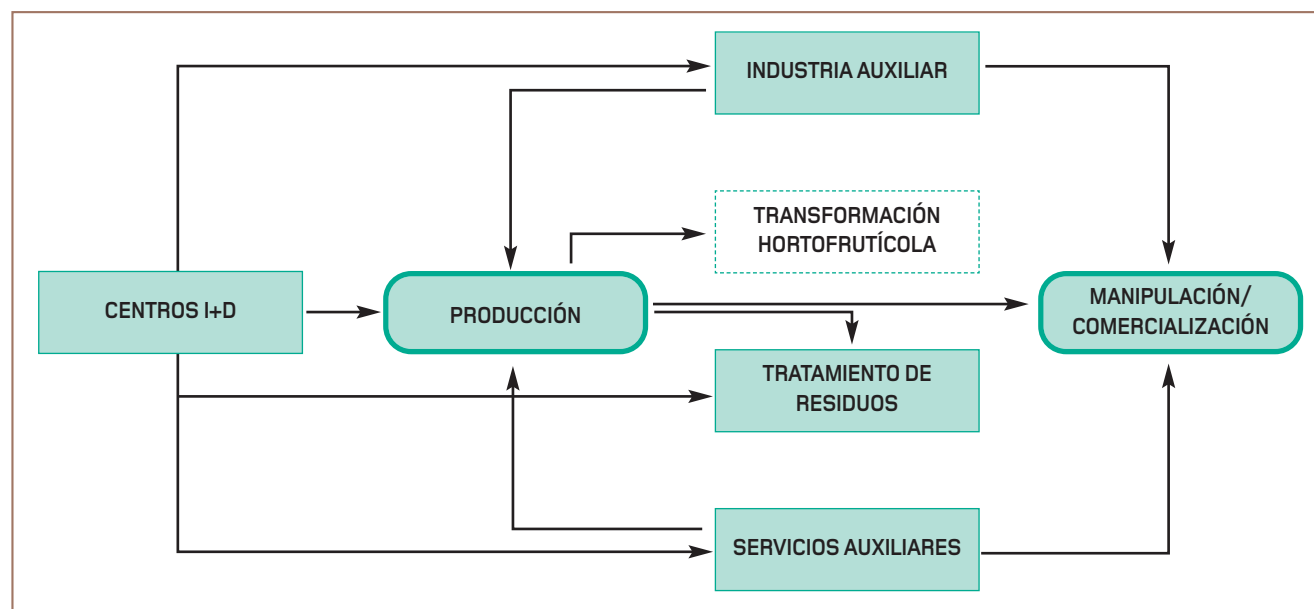 INDUSTRIA AUXILIAR
TRANSFORMACIÓN
HORTOFRUTÍCOLA
CENTROS I+D
PRODUCCIÓN
MANIPULACIÓN/
COMERCIALIZACIÓN
TRATAMIENTO DE
RESIDUOS
SERVICIOS AUXILIARES